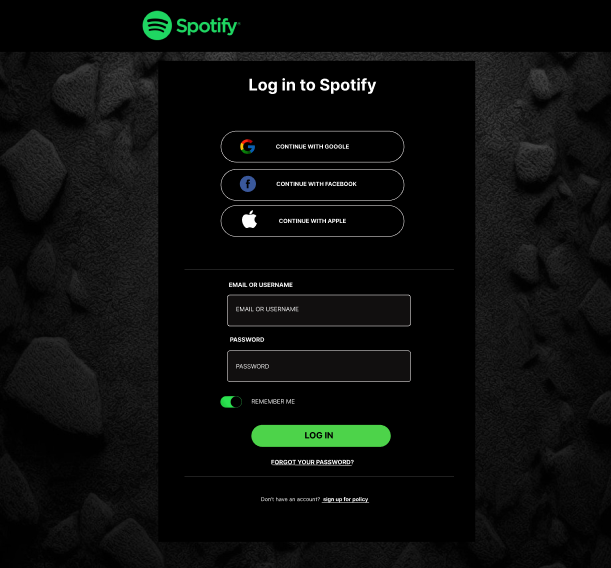 Spotify
Log in to Spotify
CONTINUE WITH GOOGLE
CONTINUE WITH FACEBOOK
CONTINUE WITH APPLE
EMAIL OR USERNAME
EMAIL OR USERNAME
PASSWORD
PASSWORD
REMEMBER ME
LOG IN
FORGOT YOUR PASSWORD?
Don't have an account? sign up for policy